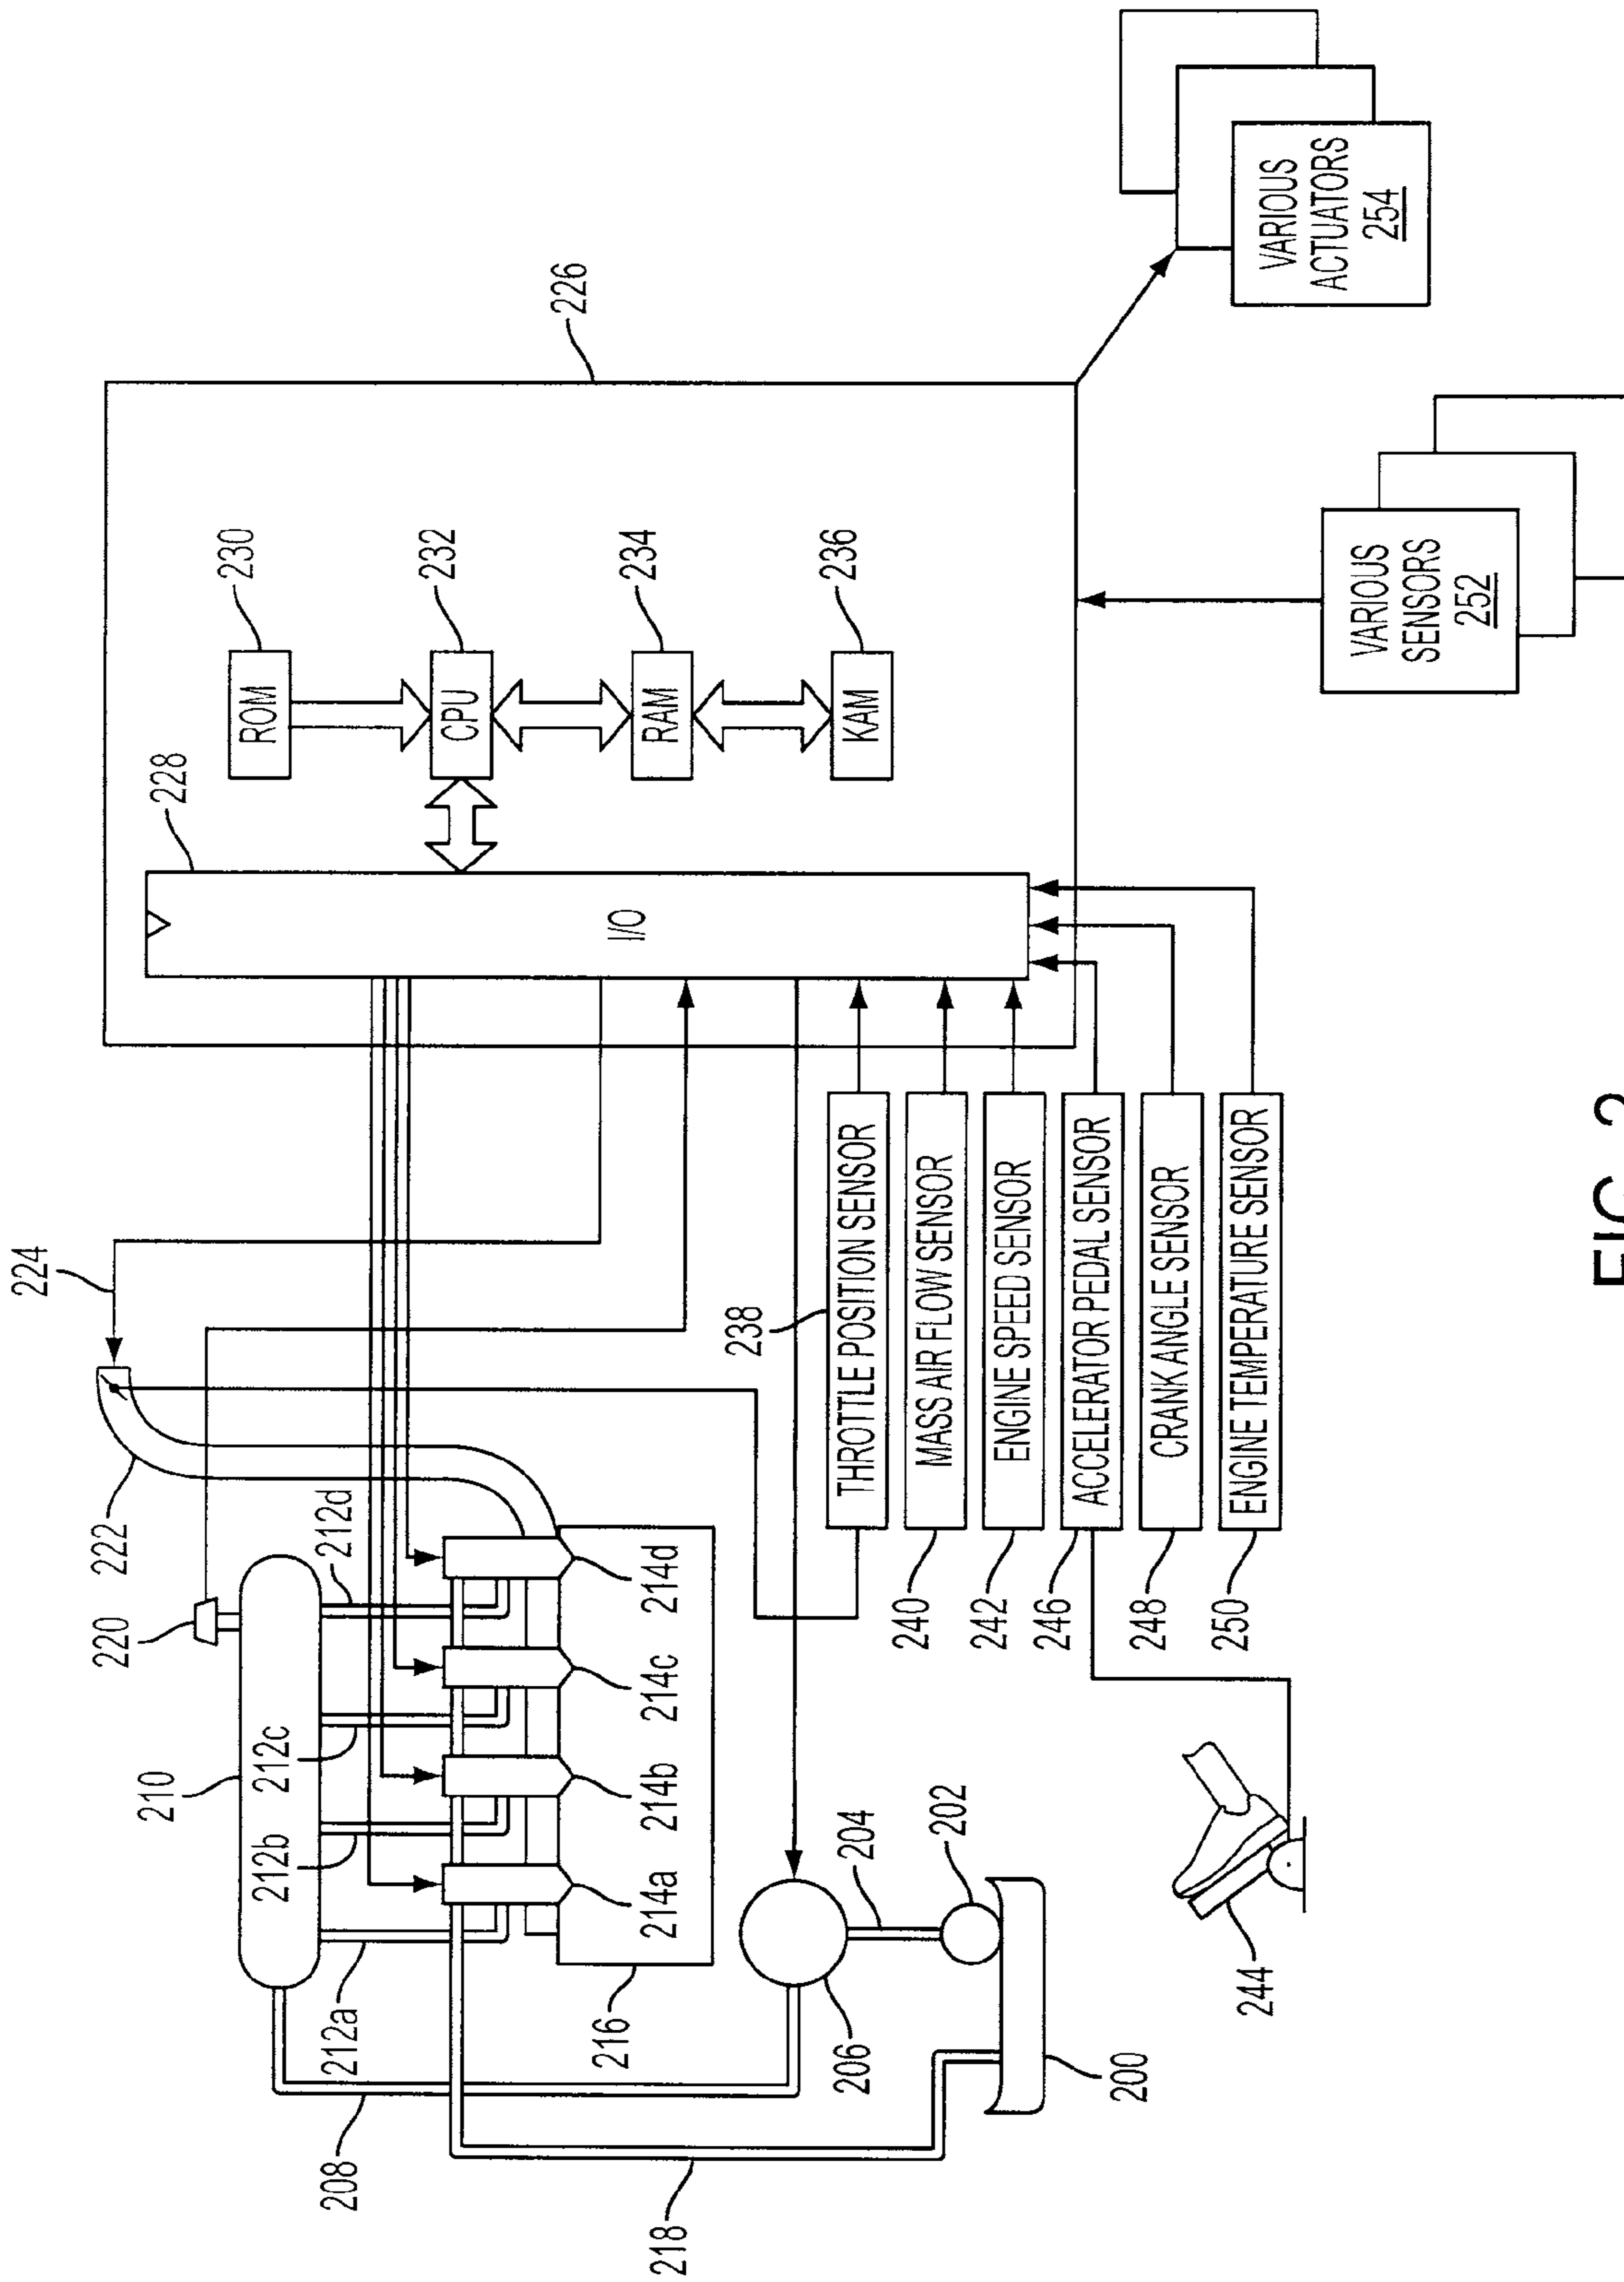 224
226
VARIOUS
ACTUATORS
254
230
ROM
232
CPU
234
RAM
236
KAM
228
I/O
VARIOUS
SENSORS
252
222
220
210
212a
212b
212c
212d
214a
214b
214c
214d
216
208
218
206
204
202
200
238
THROTTLE POSITION SENSOR
240
MASS AIR FLOW SENSOR
242
ENGINE SPEED SENSOR
246
ACCELERATOR PEDAL SENSOR
248
CRANK ANGLE SENSOR
250
ENGINE TEMPERATURE SENSOR
244